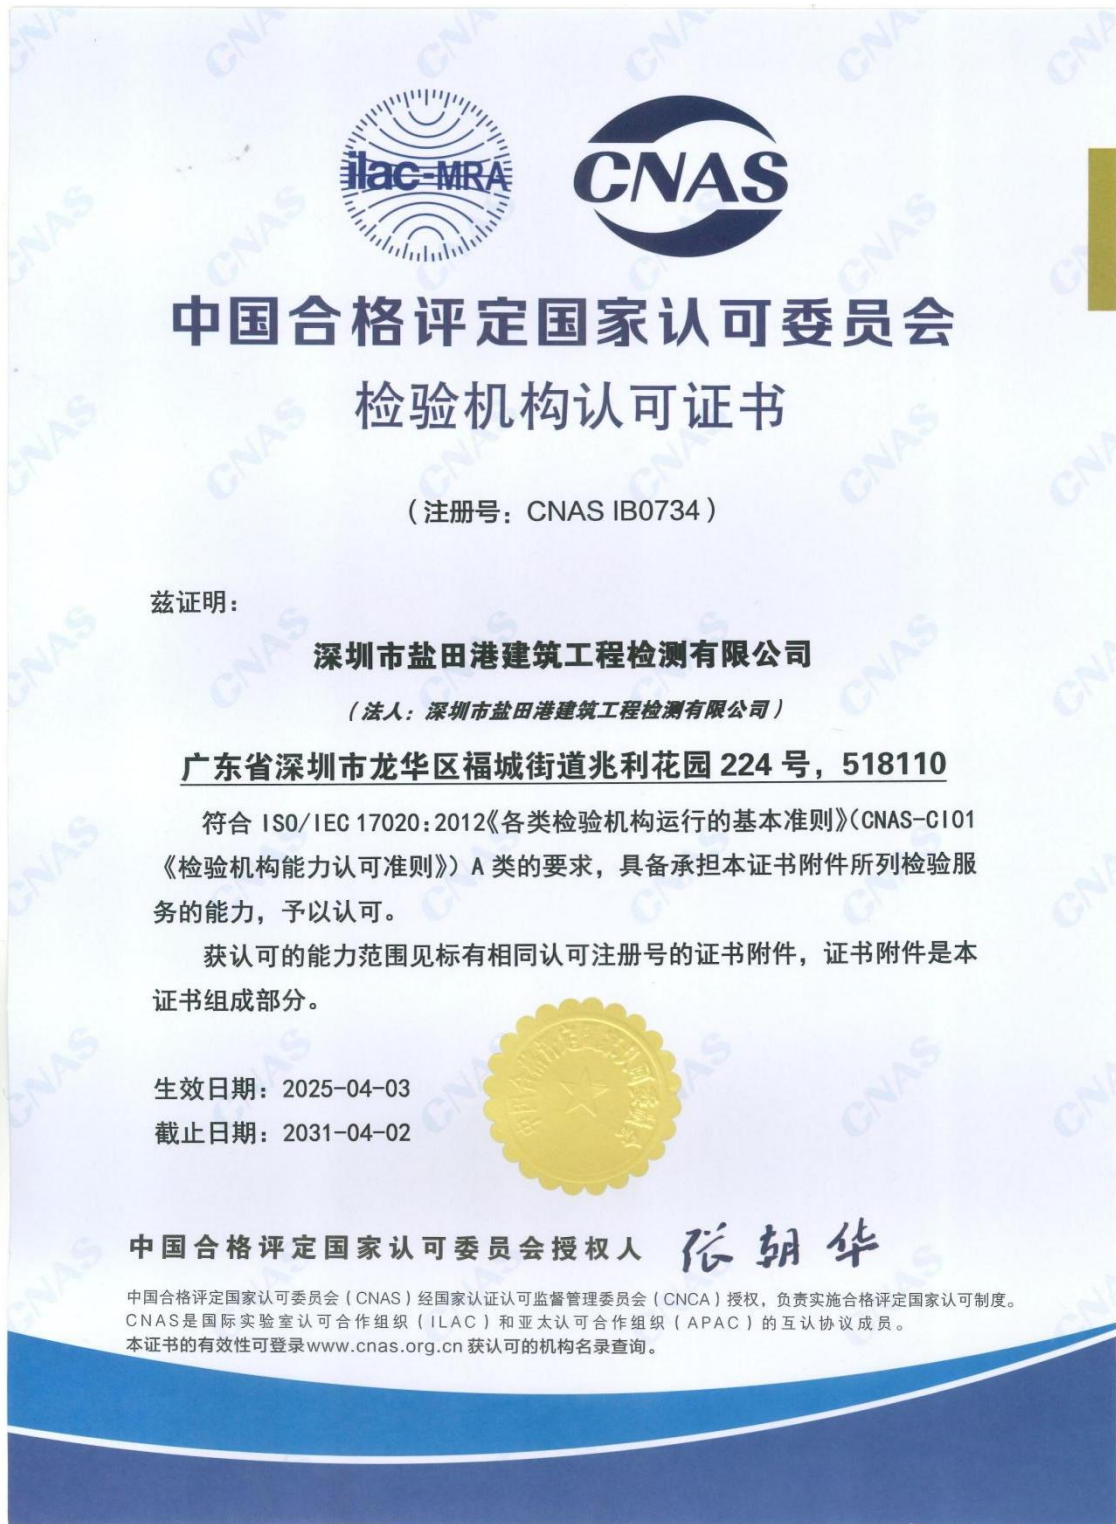 ilac-MRA
CNAS
中国合格评定国家认可委员会
检验机构认可证书
（注册号：CNAS IB0734）
兹证明：
深圳市盐田港建筑工程检测有限公司
（法人：深圳市盐田港建筑工程检测有限公司）
广东省深圳市龙华区福城街道兆利花园 224 号，518110
符合 ISO/IEC 17020:2012《各类检验机构运行的基本准则》（CNAS-CI01
《检验机构能力认可准则》）A 类的要求，具备承担本证书附件所列检验服
务的能力，予以认可。
获认可的能力范围见标有相同认可注册号的证书附件，证书附件是本
证书组成部分。
生效日期：2025-04-03
截止日期：2031-04-02
中国合格评定国家认可委员会
中国合格评定国家认可委员会授权人 张朝华
中国合格评定国家认可委员会（CNAS）经国家认证认可监督管理委员会（CNCA）授权，负责实施合格评定国家认可制度。
CNAS是国际实验室认可合作组织（ILAC）和亚太认可合作组织（APAC）的互认协议成员。
本证书的有效性可登录www.cnas.org.cn 获认可的机构名录查询。